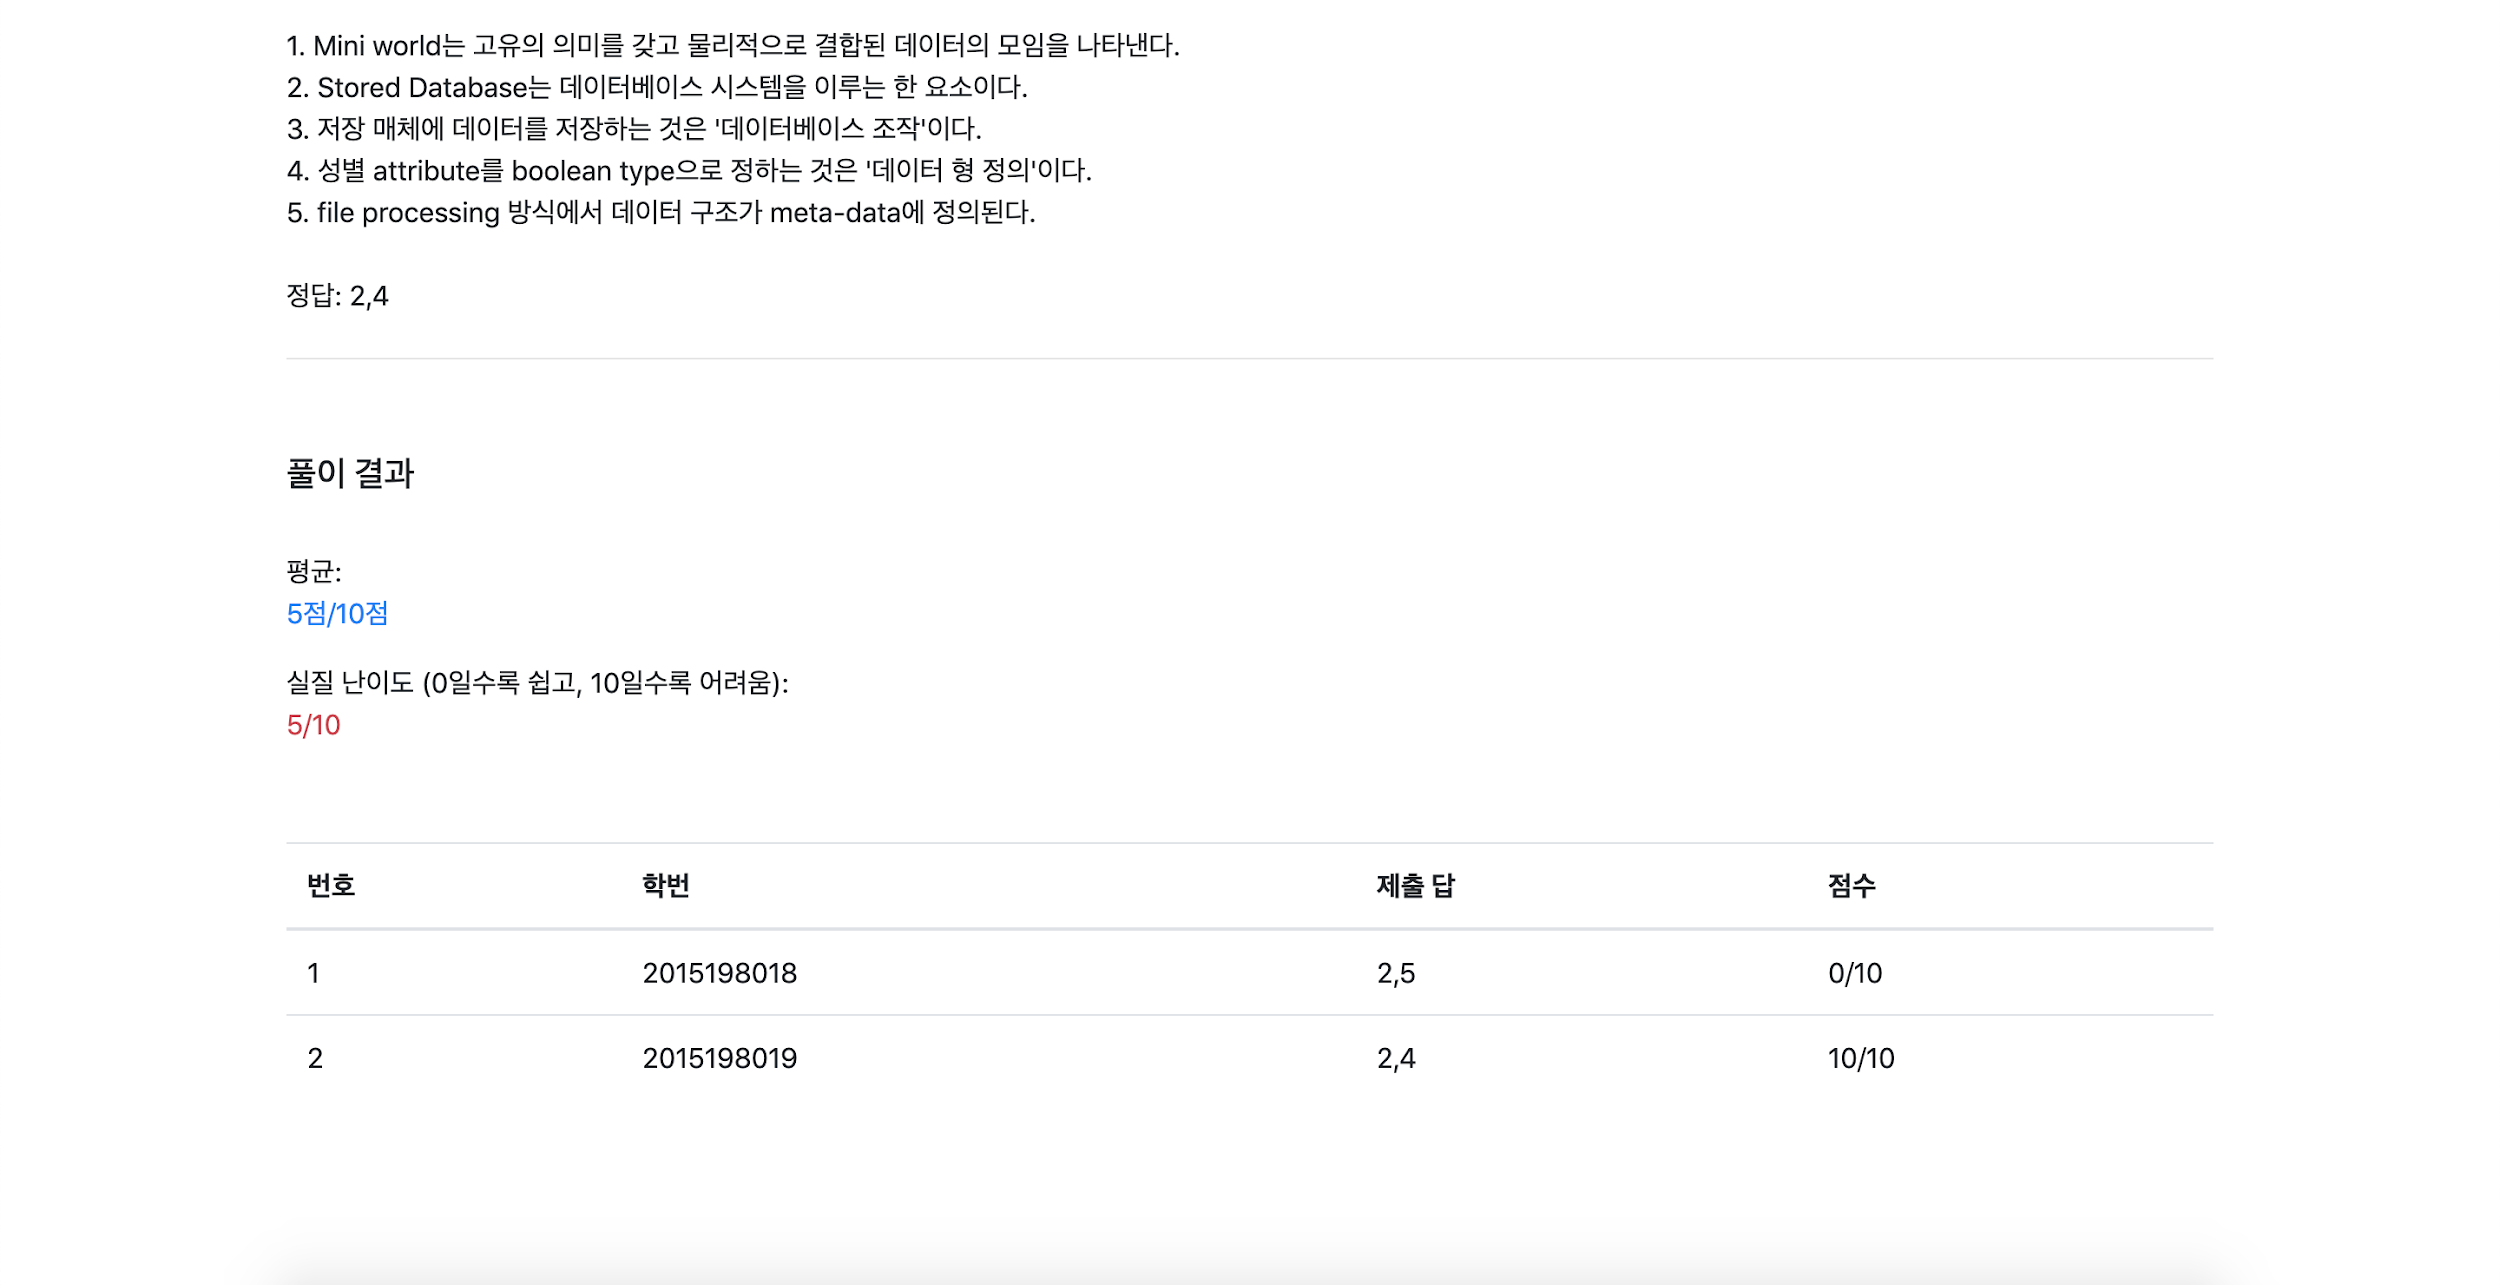 1. Mini world는 고유의 의미를 갖고 물리적으로 결합된 데이터의 모임을 나타낸다.
2. Stored Database는 데이터베이스 시스템을 이루는 한 요소이다.
3. 저장 매체에 데이터를 저장하는 것은 '데이터베이스 조작'이다.
4. 성별 attribute를 boolean type으로 정하는 것은 '데이터 형 정의'이다.
5. file processing 방식에서 데이터 구조가 meta-data에 정의된다.
정답: 2,4
풀이 결과
평균:
5점/10점
실질 난이도 (0일수록 쉽고, 10일수록 어려움):
5/10
번호 학번 제출 답 점수
1 2015198018 2,5 0/10
2 2015198019 2,4 10/10